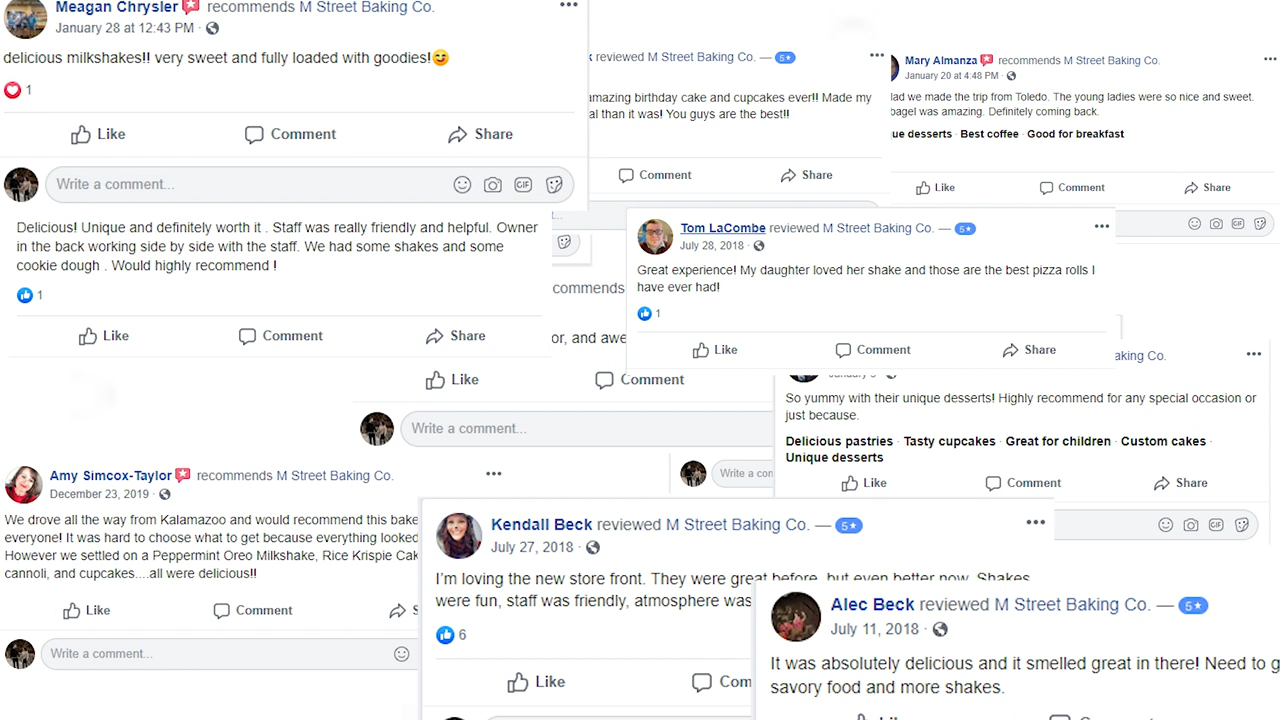 Meagan Chrysler recommends M Street Baking Co.
January 28 at 12:43 PM ·
delicious milkshakes!! very sweet and fully loaded with goodies!😋
1
Like Comment Share
Write a comment...
Delicious! Unique and definitely worth it . Staff was really friendly and helpful. Owner
in the back working side by side with the staff. We had some shakes and some
cookie dough . Would highly recommend !
1
Like Comment Share
reviewed M Street Baking Co. — 5★
amazing birthday cake and cupcakes ever!! Made my
al than it was! You guys are the best!!
Comment Share
Mary Almanza recommends M Street Baking Co.
January 20 at 4:48 PM ·
lad we made the trip from Toledo. The young ladies were so nice and sweet.
bagel was amazing. Definitely coming back.
ue desserts · Best coffee · Good for breakfast
Like Comment Share
Tom LaCombe reviewed M Street Baking Co. — 5★
July 28, 2018 ·
Great experience! My daughter loved her shake and those are the best pizza rolls I
have ever had!
1
Like Comment Share
commends
or, and awe
Like Comment
Write a comment...
aking Co.
So yummy with their unique desserts! Highly recommend for any special occasion or
just because.
Delicious pastries · Tasty cupcakes · Great for children · Custom cakes ·
Unique desserts
Like Comment Share
Write a con
Amy Simcox-Taylor recommends M Street Baking Co.
December 23, 2019 ·
We drove all the way from Kalamazoo and would recommend this bake
everyone! It was hard to choose what to get because everything looked
However we settled on a Peppermint Oreo Milkshake, Rice Krispie Cak
cannoli, and cupcakes....all were delicious!!
Like Comment S
Write a comment...
Kendall Beck reviewed M Street Baking Co. — 5★
July 27, 2018 ·
I'm loving the new store front. They were great before, but even better now. Shakes
were fun, staff was friendly, atmosphere was
6
Like Com
Alec Beck reviewed M Street Baking Co. — 5★
July 11, 2018 ·
It was absolutely delicious and it smelled great in there! Need to g
savory food and more shakes.